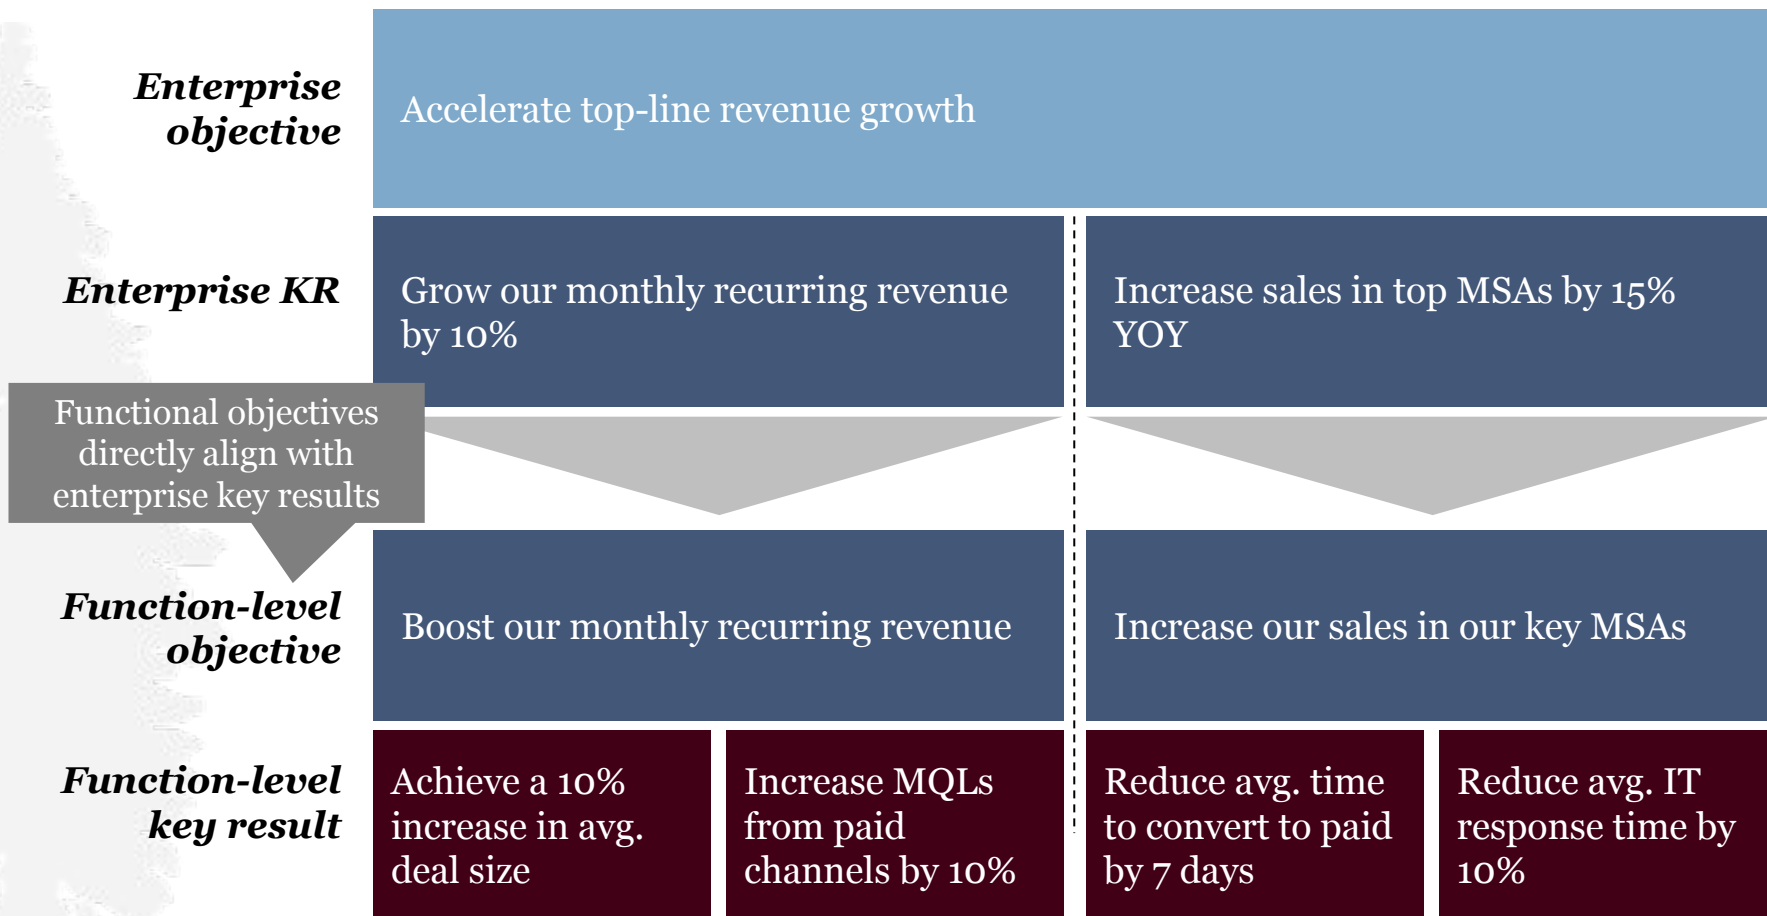 Enterprise
objective
Accelerate top-line revenue growth
Enterprise KR
Grow our monthly recurring revenue
by 10%
Increase sales in top MSAs by 15%
YOY
Functional objectives
directly align with
enterprise key results
Function-level
objective
Boost our monthly recurring revenue
Increase our sales in our key MSAs
Function-level
key result
Achieve a 10%
increase in avg.
deal size
Increase MQLs
from paid
channels by 10%
Reduce avg. time
to convert to paid
by 7 days
Reduce avg. IT
response time by
10%